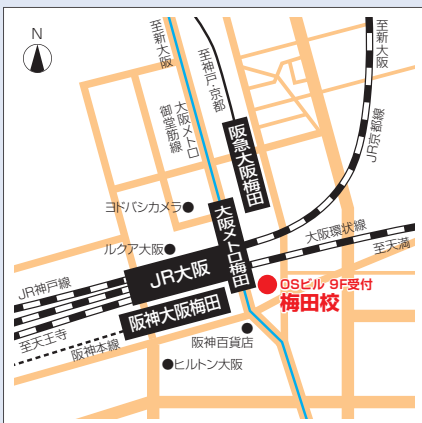 N
至新大阪
至神戸・京都
至新大阪
大阪メトロ
御堂筋線
JR京都線
阪急大阪梅田
ヨドバシカメラ
大阪メトロ梅田
大阪環状線
至天満
ルクア大阪
JR大阪
JR神戸線
OSビル 9F受付
梅田校
阪神大阪梅田
至天王寺
阪神本線
阪神百貨店
ヒルトン大阪